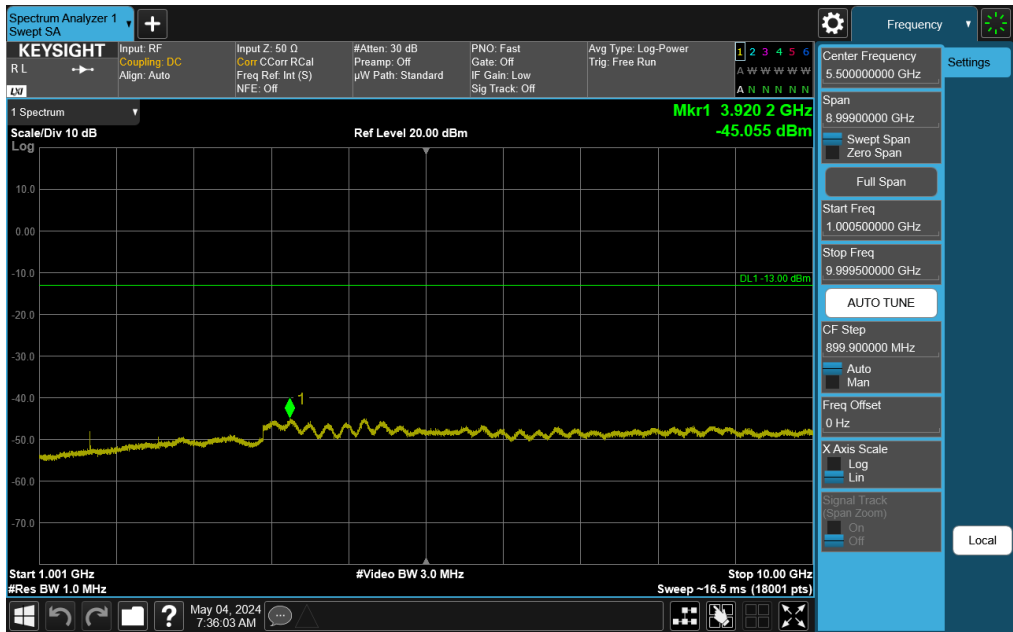 Spectrum Analyzer 1
Swept SA
Frequency
KEYSIGHT
R L
LXI
Input: RF
Coupling: DC
Align: Auto
Input Z: 50 Ω
Corr CCorr RCal
Freq Ref: Int (S)
NFE: Off
#Atten: 30 dB
Preamp: Off
µW Path: Standard
PNO: Fast
Gate: Off
IF Gain: Low
Sig Track: Off
Avg Type: Log-Power
Trig: Free Run
1 2 3 4 5 6
A W W W W W
A N N N N N
1 Spectrum
Scale/Div 10 dB
Log
Ref Level 20.00 dBm
Mkr1 3.920 2 GHz
-45.055 dBm
10.0
0.00
-10.0
-20.0
-30.0
-40.0
-50.0
-60.0
-70.0
DL1 -13.00 dBm
1
Start 1.001 GHz
#Res BW 1.0 MHz
#Video BW 3.0 MHz
Stop 10.00 GHz
Sweep ~16.5 ms (18001 pts)
Center Frequency
5.500000000 GHz
Settings
Span
8.99900000 GHz
Swept Span
Zero Span
Full Span
Start Freq
1.000500000 GHz
Stop Freq
9.999500000 GHz
AUTO TUNE
CF Step
899.900000 MHz
Auto
Man
Freq Offset
0 Hz
X Axis Scale
Log
Lin
Signal Track
(Span Zoom)
On
Off
Local
?
May 04, 2024
7:36:03 AM